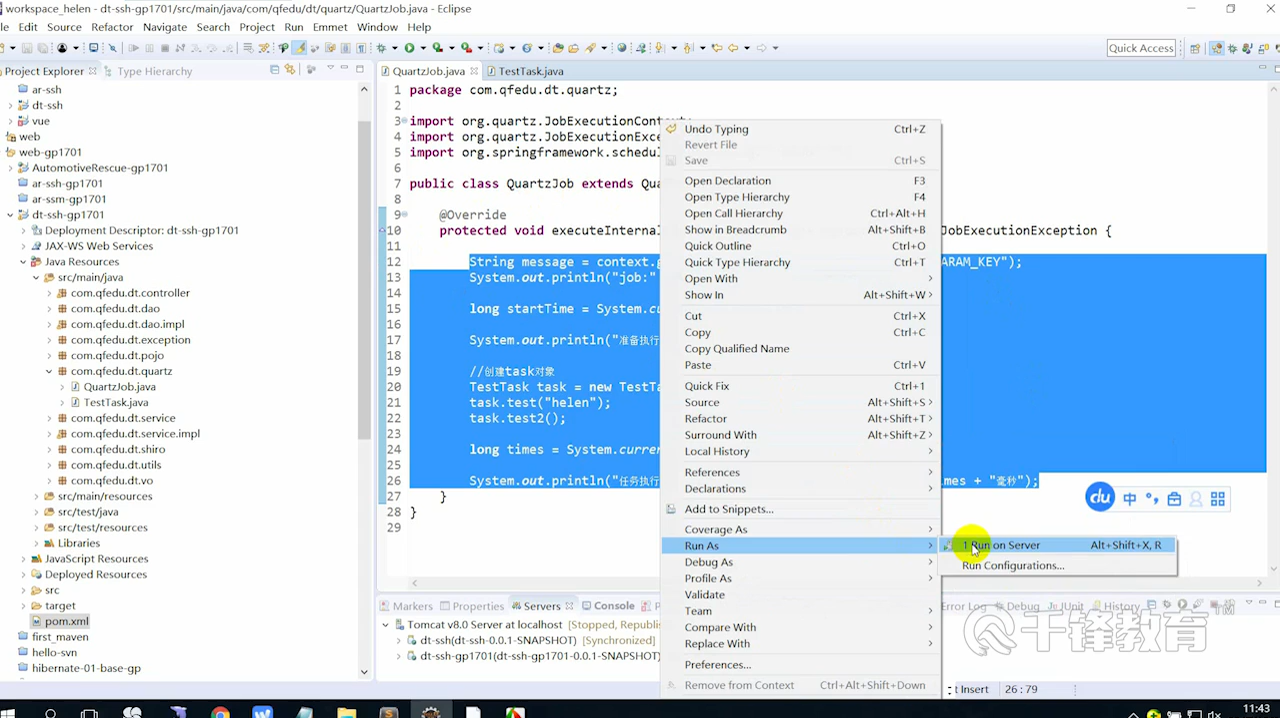 workspace_helen - dt-ssh-gp1701/src/main/java/com/qfedu/dt/quartz/QuartzJob.java - Eclipse
Edit Source Refactor Navigate Search Project Run Emmet Window Help
Quick Access
Project Explorer Type Hierarchy
ar-ssh
dt-ssh
vue
web
web-gp1701
AutomotiveRescue-gp1701
ar-ssh-gp1701
ar-ssm-gp1701
dt-ssh-gp1701
Deployment Descriptor: dt-ssh-gp1701
JAX-WS Web Services
Java Resources
src/main/java
com.qfedu.dt.controller
com.qfedu.dt.dao
com.qfedu.dt.dao.impl
com.qfedu.dt.exception
com.qfedu.dt.pojo
com.qfedu.dt.quartz
QuartzJob.java
TestTask.java
com.qfedu.dt.service
com.qfedu.dt.service.impl
com.qfedu.dt.shiro
com.qfedu.dt.utils
com.qfedu.dt.vo
src/main/resources
src/test/java
src/test/resources
Libraries
JavaScript Resources
Deployed Resources
src
target
pom.xml
first_maven
hello-svn
hibernate-01-base-gp
QuartzJob.java TestTask.java
1 package com.qfedu.dt.quartz;
2
3 import org.quartz.JobExecutionContext;
4 import org.quartz.JobExecutionExce
5 import org.springframework.schedul
6
7 public class QuartzJob extends Qua
8
9 @Override
10 protected void executeInternal JobExecutionException {
11
12 String message = context.g ARAM_KEY");
13 System.out.println("job:"
14
15 long startTime = System.cu
16
17 System.out.println("准备执行
18
19 //创建task对象
20 TestTask task = new TestTa
21 task.test("helen");
22 task.test2();
23
24 long times = System.curren
25
26 System.out.println("任务执行 imes + "毫秒");
27 }
28 }
29
Undo Typing Ctrl+Z
Revert File
Save Ctrl+S
Open Declaration F3
Open Type Hierarchy F4
Open Call Hierarchy Ctrl+Alt+H
Show in Breadcrumb Alt+Shift+B
Quick Outline Ctrl+O
Quick Type Hierarchy Ctrl+T
Open With
Show In Alt+Shift+W
Cut Ctrl+X
Copy Ctrl+C
Copy Qualified Name
Paste Ctrl+V
Quick Fix Ctrl+1
Source Alt+Shift+S
Refactor Alt+Shift+T
Surround With Alt+Shift+Z
Local History
References
Declarations
Add to Snippets...
Coverage As
Run As
Debug As
Profile As
Validate
Team
Compare With
Replace With
Preferences...
Remove from Context Ctrl+Alt+Shift+Down
1 Run on Server Alt+Shift+X, R
Run Configurations...
du 中
Markers Properties Servers Console Error Log Debug JUnit History
Tomcat v8.0 Server at localhost [Stopped, Republis
dt-ssh(dt-ssh-0.0.1-SNAPSHOT) [Synchronized]
dt-ssh-gp1701(dt-ssh-gp1701-0.0.1-SNAPSHOT)
千锋教育
t Insert 26 : 79
11:43